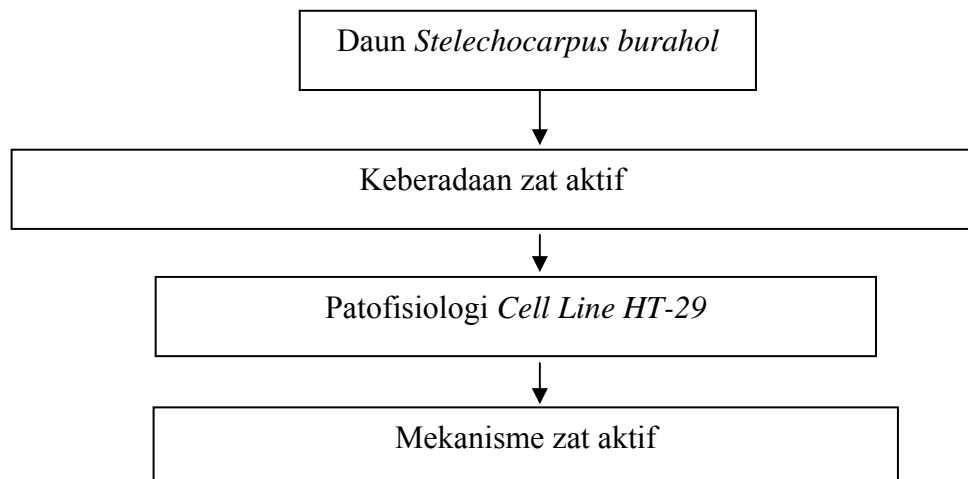 Daun Stelechocarpus burahol
Keberadaan zat aktif
Patofisiologi Cell Line HT-29
Mekanisme zat aktif